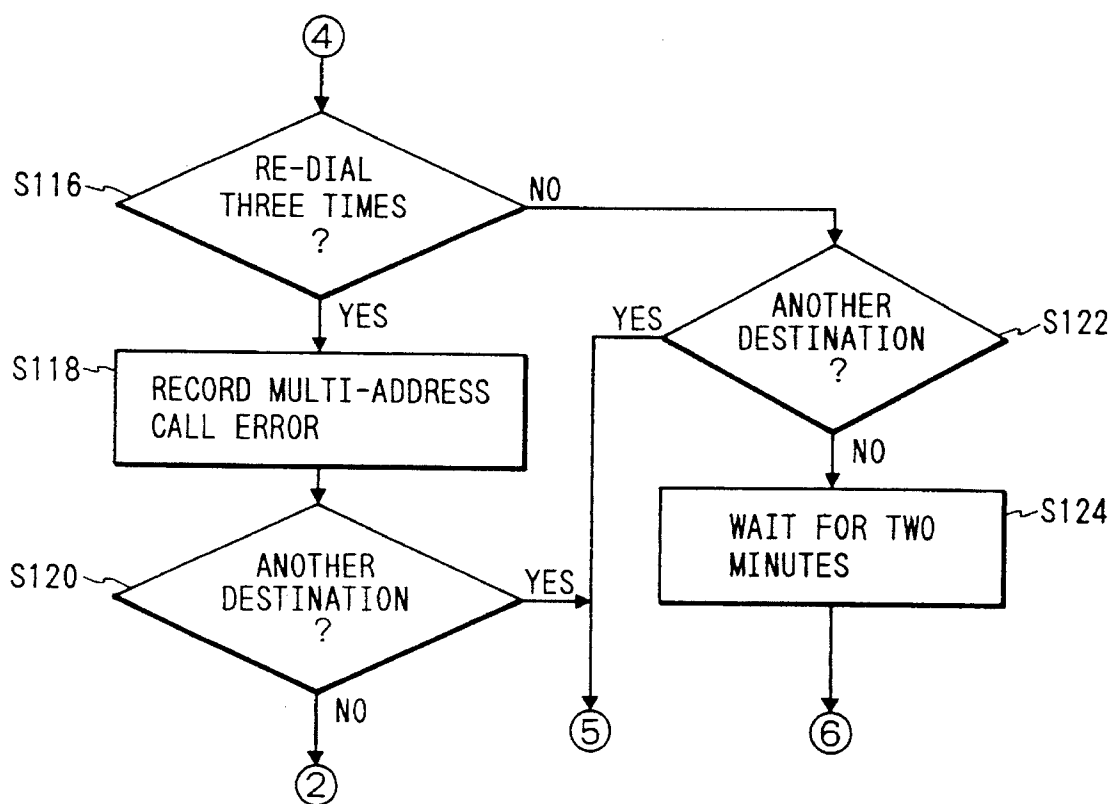 ④
S116
RE-DIAL
THREE TIMES
?
NO
YES
S118
RECORD MULTI-ADDRESS
CALL ERROR
S120
ANOTHER
DESTINATION
?
YES
NO
②
YES
ANOTHER
DESTINATION
?
S122
NO
WAIT FOR TWO
MINUTES
S124
⑤
⑥